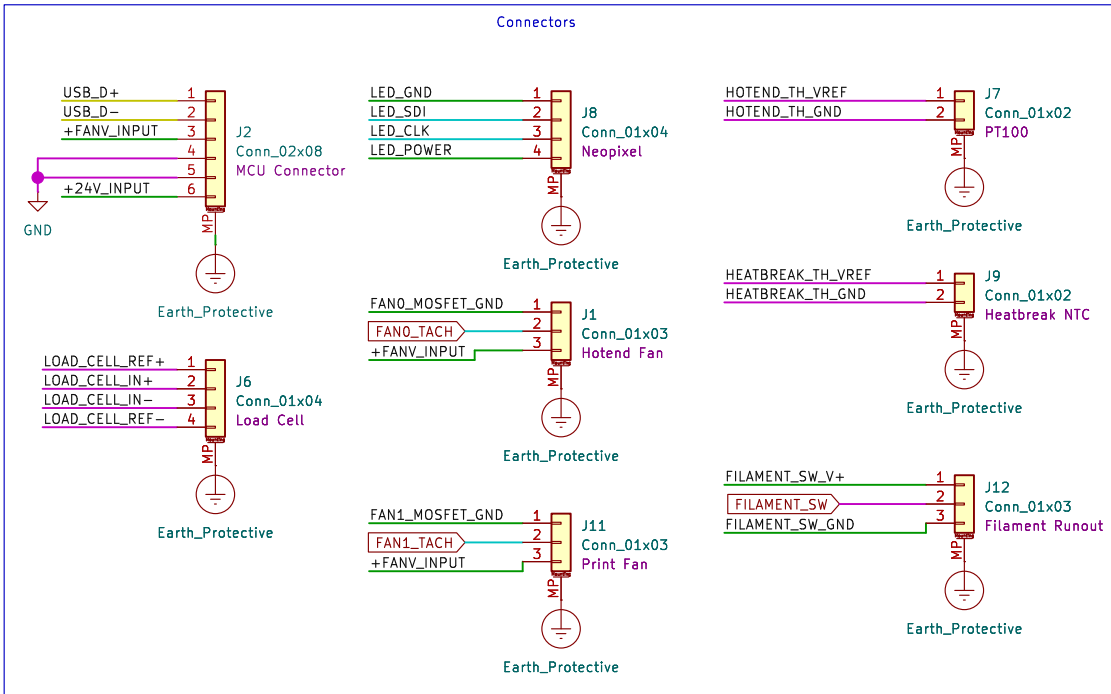 Connectors
USB_D+ 1
USB_D- 2
+FANV_INPUT 3
4
5
+24V_INPUT 6
GND
J2
Conn_02x08
MCU Connector
MP
Earth_Protective
LOAD_CELL_REF+ 1
LOAD_CELL_IN+ 2
LOAD_CELL_IN- 3
LOAD_CELL_REF- 4
J6
Conn_01x04
Load Cell
MP
Earth_Protective
LED_GND 1
LED_SDI 2
LED_CLK 3
LED_POWER 4
J8
Conn_01x04
Neopixel
MP
Earth_Protective
FAN0_MOSFET_GND 1
FAN0_TACH 2
+FANV_INPUT 3
J1
Conn_01x03
Hotend Fan
MP
Earth_Protective
FAN1_MOSFET_GND 1
FAN1_TACH 2
+FANV_INPUT 3
J11
Conn_01x03
Print Fan
MP
Earth_Protective
HOTEND_TH_VREF 1
HOTEND_TH_GND 2
J7
Conn_01x02
PT100
MP
Earth_Protective
HEATBREAK_TH_VREF 1
HEATBREAK_TH_GND 2
J9
Conn_01x02
Heatbreak NTC
MP
Earth_Protective
FILAMENT_SW_V+ 1
FILAMENT_SW 2
FILAMENT_SW_GND 3
J12
Conn_01x03
Filament Runout
MP
Earth_Protective